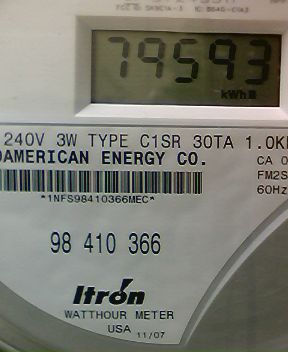 79593
kWh
240V 3W TYPE C1SR 30TA 1.0K
AMERICAN ENERGY CO.
CA 0
FM2S
60Hz
*1NFS98410366MEC*
98 410 366
Itron
WATTHOUR METER
USA 11/07